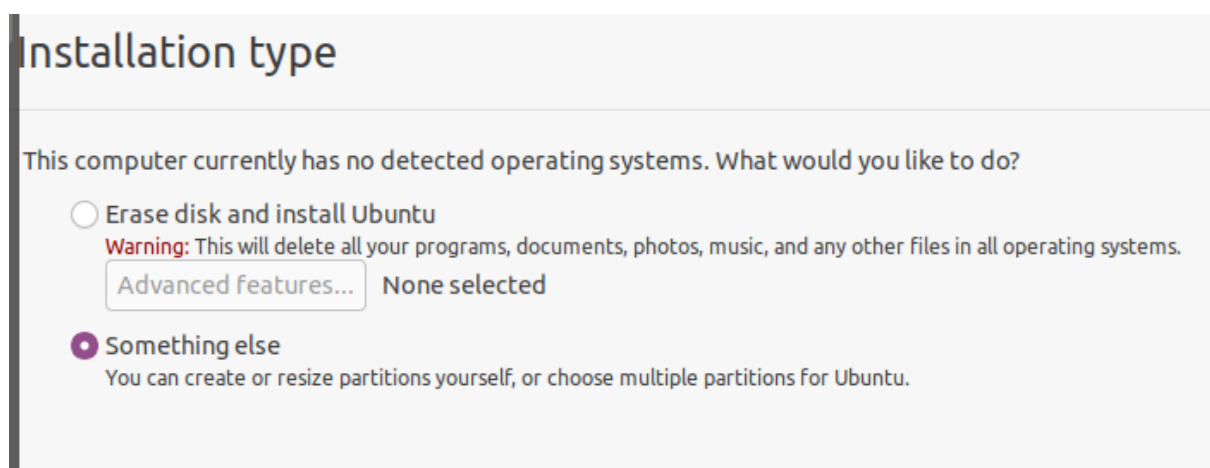 Installation type
This computer currently has no detected operating systems. What would you like to do?
Erase disk and install Ubuntu
Warning: This will delete all your programs, documents, photos, music, and any other files in all operating systems.
Advanced features... None selected
Something else
You can create or resize partitions yourself, or choose multiple partitions for Ubuntu.